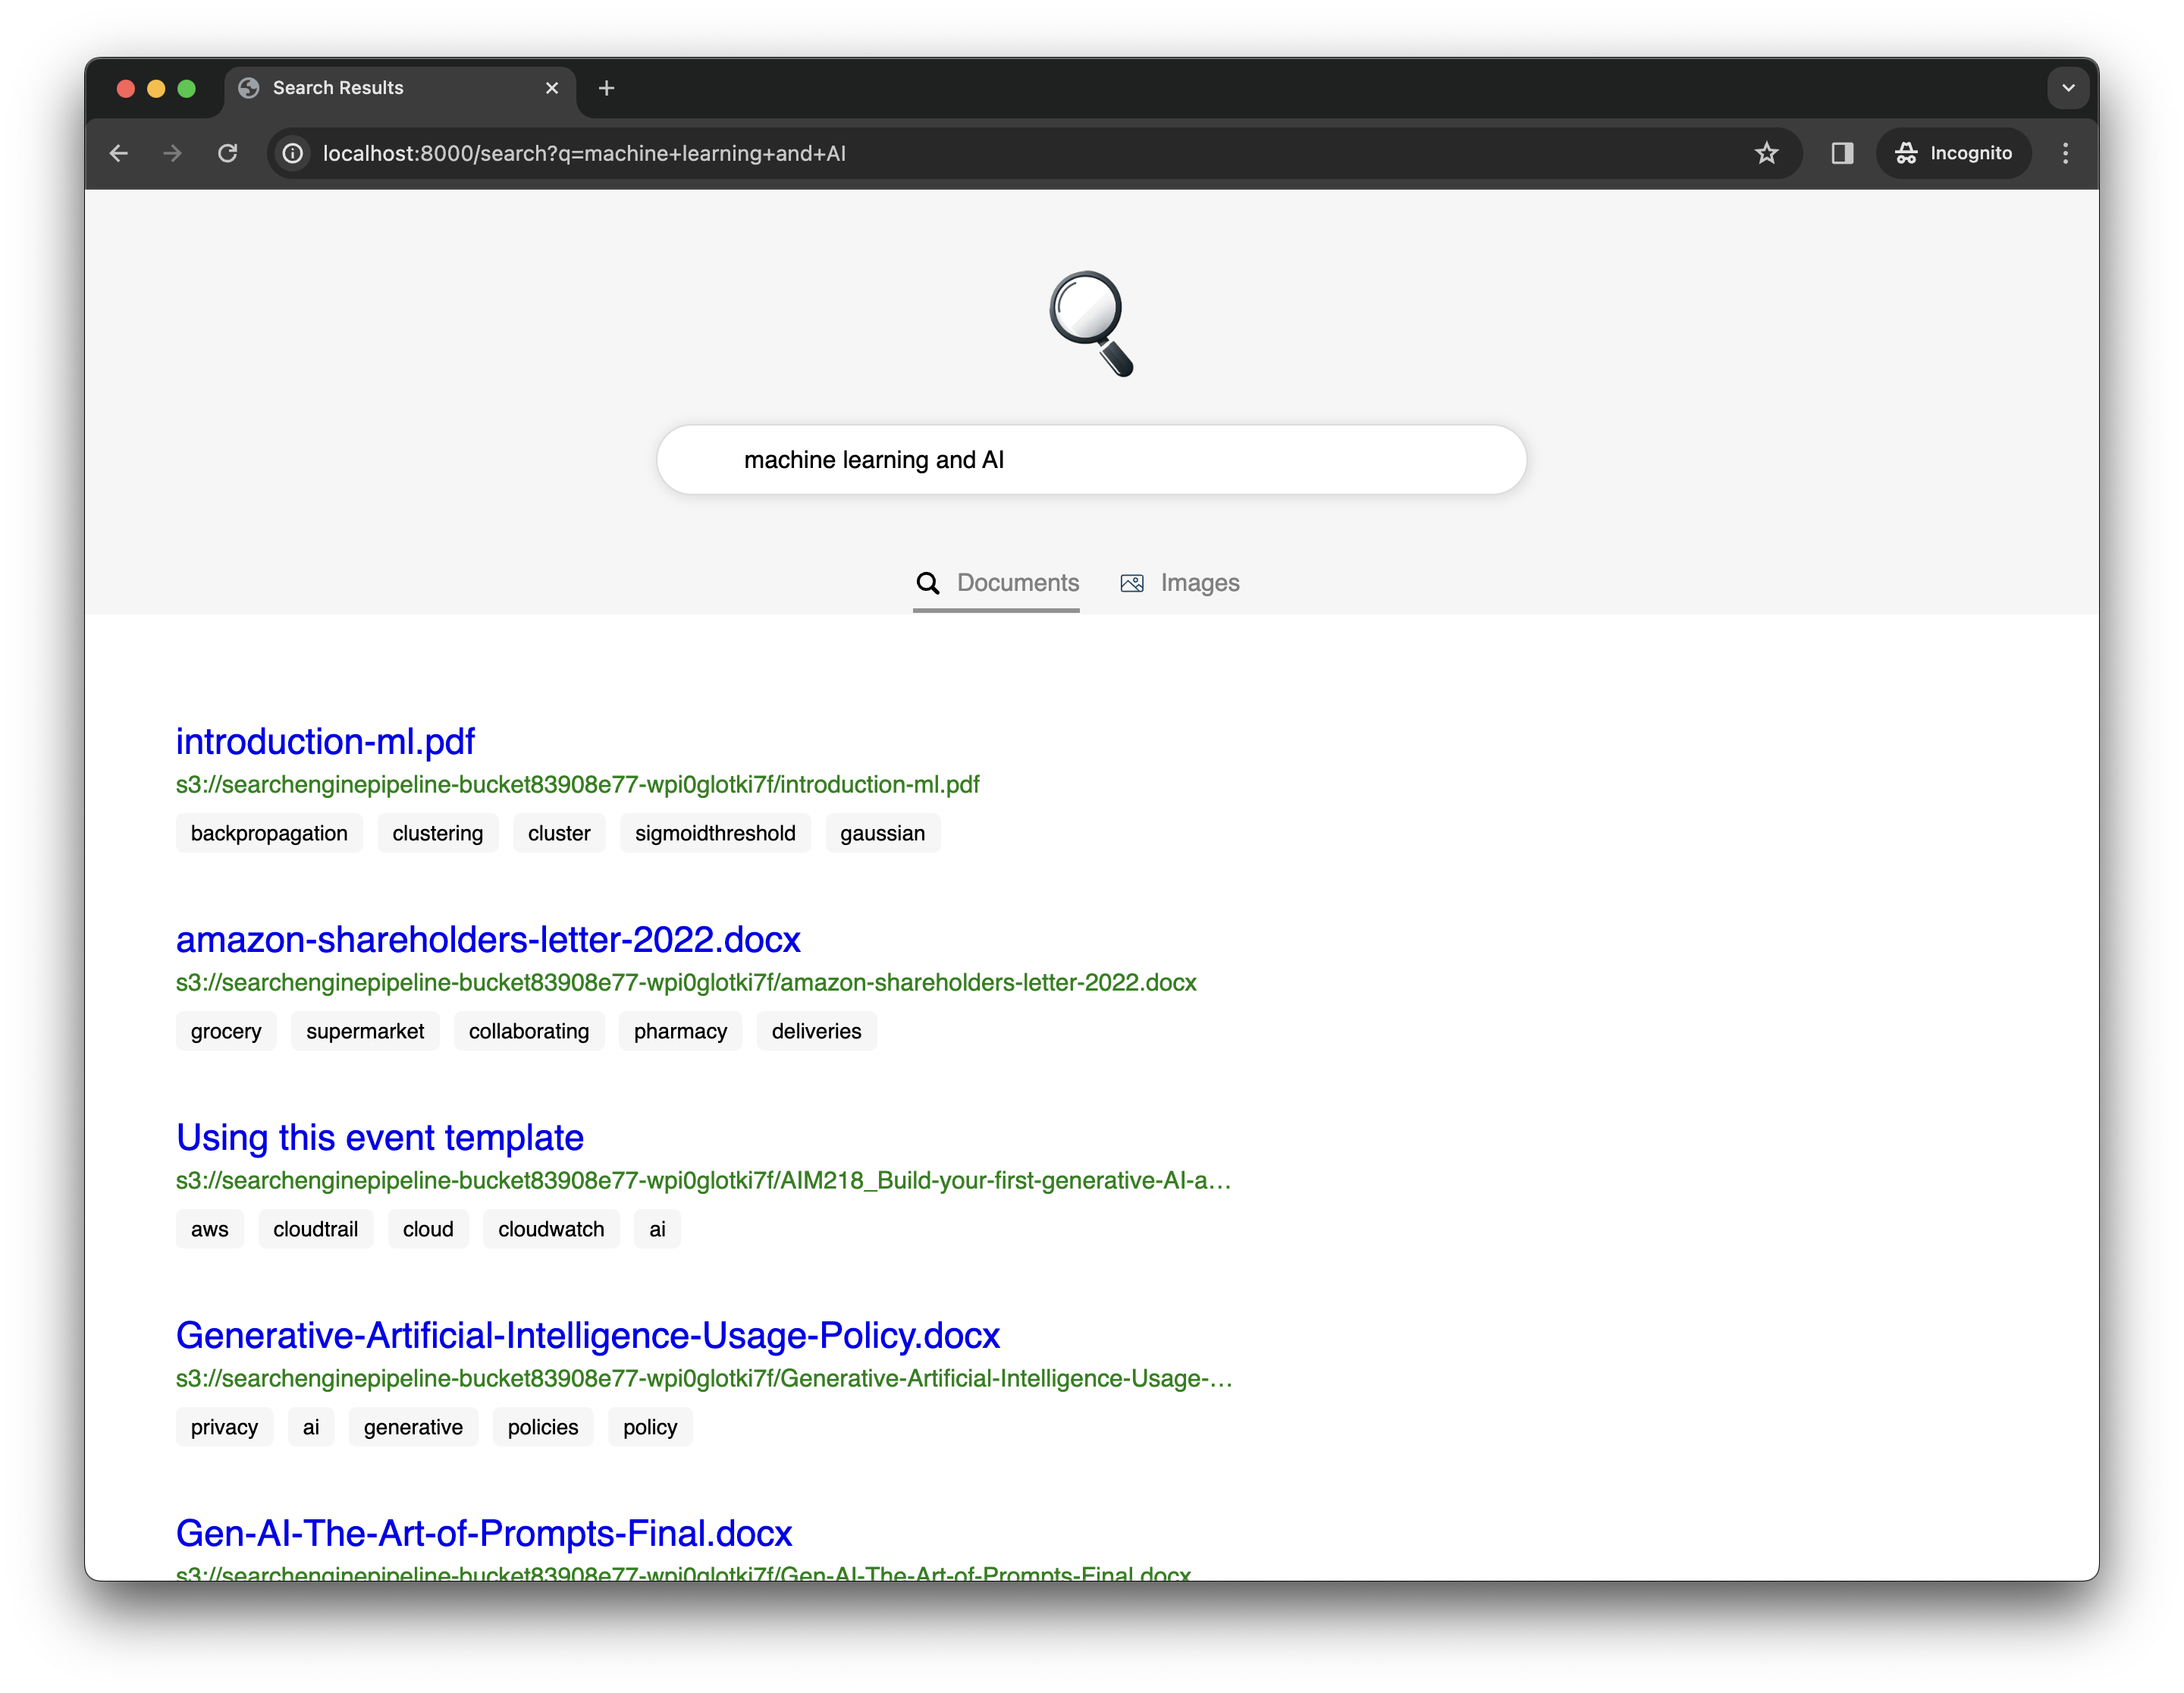 Search Results
localhost:8000/search?q=machine+learning+and+AI
Incognito
machine learning and AI
Documents Images
introduction-ml.pdf
s3://searchenginepipeline-bucket83908e77-wpi0glotki7f/introduction-ml.pdf
backpropagation clustering cluster sigmoidthreshold gaussian
amazon-shareholders-letter-2022.docx
s3://searchenginepipeline-bucket83908e77-wpi0glotki7f/amazon-shareholders-letter-2022.docx
grocery supermarket collaborating pharmacy deliveries
Using this event template
s3://searchenginepipeline-bucket83908e77-wpi0glotki7f/AIM218_Build-your-first-generative-AI-a...
aws cloudtrail cloud cloudwatch ai
Generative-Artificial-Intelligence-Usage-Policy.docx
s3://searchenginepipeline-bucket83908e77-wpi0glotki7f/Generative-Artificial-Intelligence-Usage-...
privacy ai generative policies policy
Gen-AI-The-Art-of-Prompts-Final.docx
s3://searchenginepipeline-bucket83908e77-wpi0glotki7f/Gen-AI-The-Art-of-Prompts-Final.docx